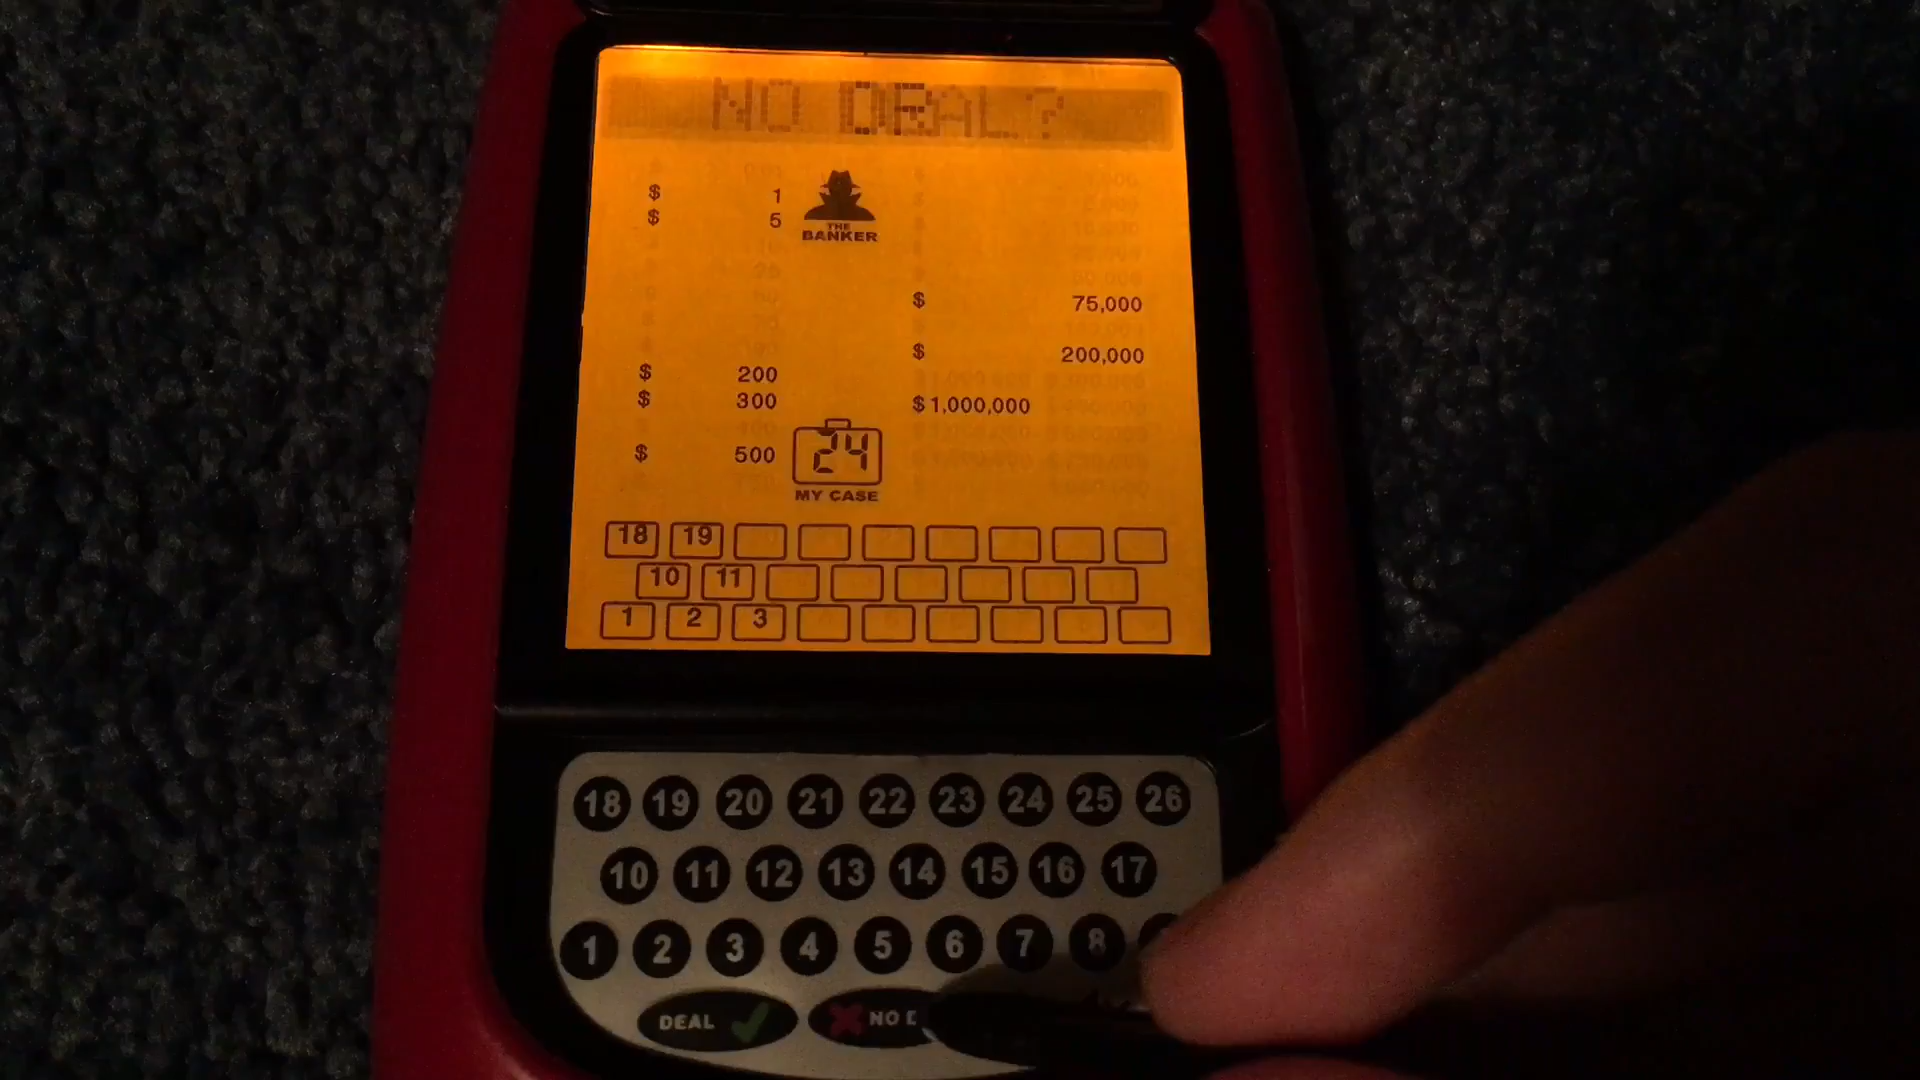 NO DEAL?
$ 1
$ 5
THE
BANKER
$ 75,000
$ 200,000
$ 200
$ 300
$ 1,000,000
$ 500
24
MY CASE
18 19
10 11
1 2 3
18 19 20 21 22 23 24 25 26
10 11 12 13 14 15 16 17
1 2 3 4 5 6 7 8
DEAL NO